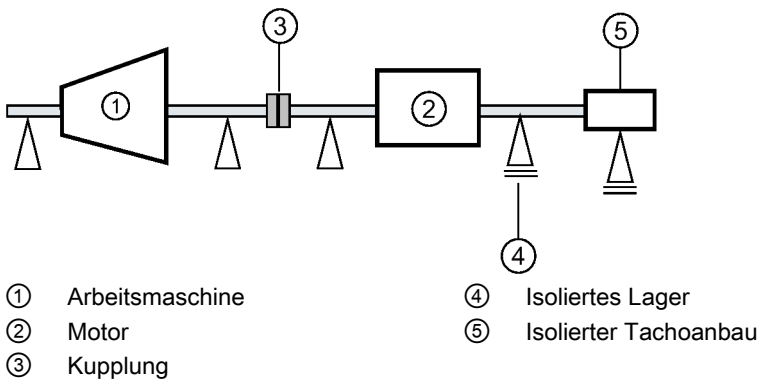 ③
⑤
①
②
④
① Arbeitsmaschine
② Motor
③ Kupplung
④ Isoliertes Lager
⑤ Isolierter Tachoanbau